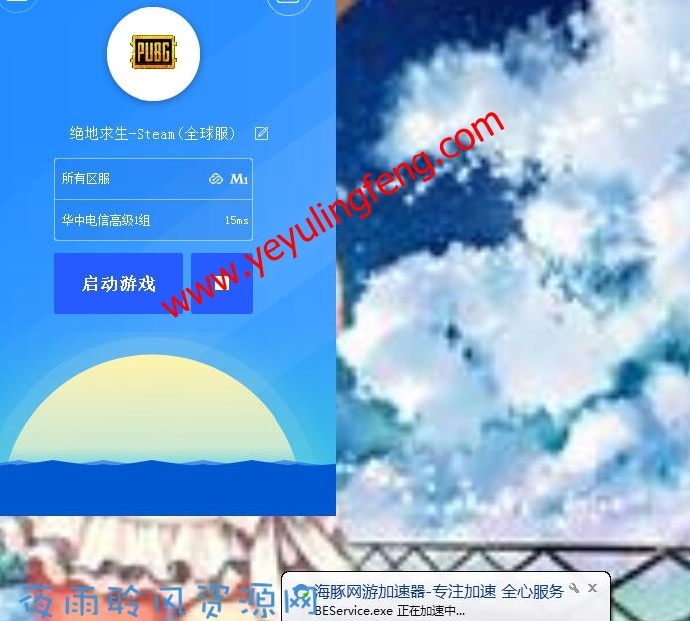 PUBG
绝地求生-Steam(全球服)
所有区服 M1
华中电信高级1组 15ms
启动游戏
www.yeyulingfeng.com
海豚网游加速器-专注加速 全心服务
BEService.exe 正在加速中...
夜雨聆风资源网